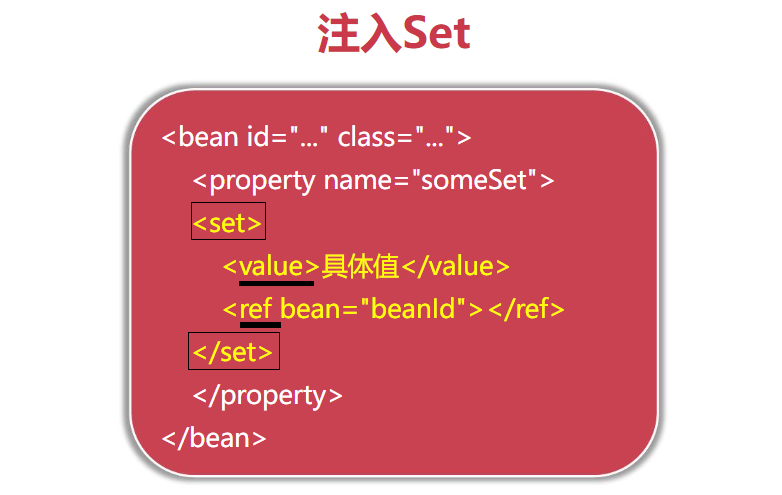 注入Set
<bean id="..." class="...">
<property name="someSet">
<set>
<value>具体值</value>
<ref bean="beanId"></ref>
</set>
</property>
</bean>